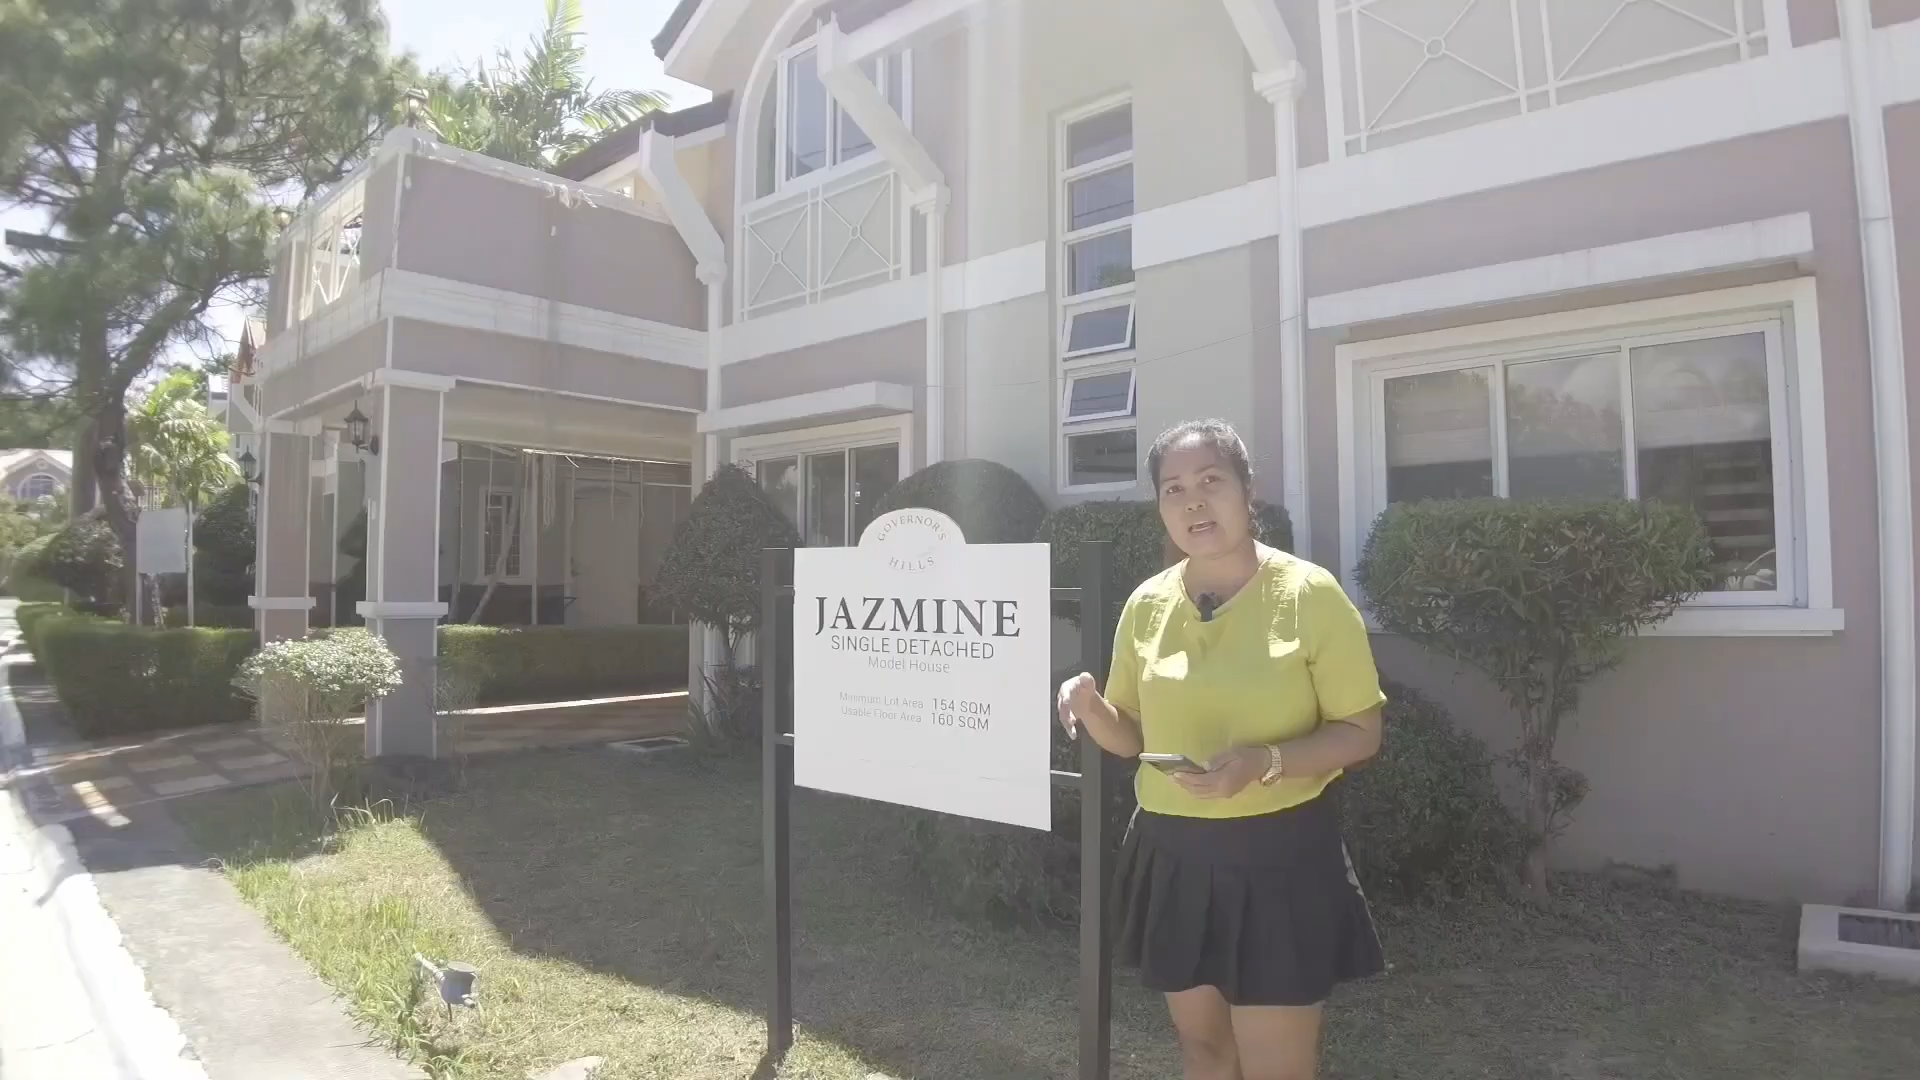 GOVERNOR'S
HILLS
JAZMINE
SINGLE DETACHED
Model House
Minimum Lot Area 154 SQM
Usable Floor Area 160 SQM